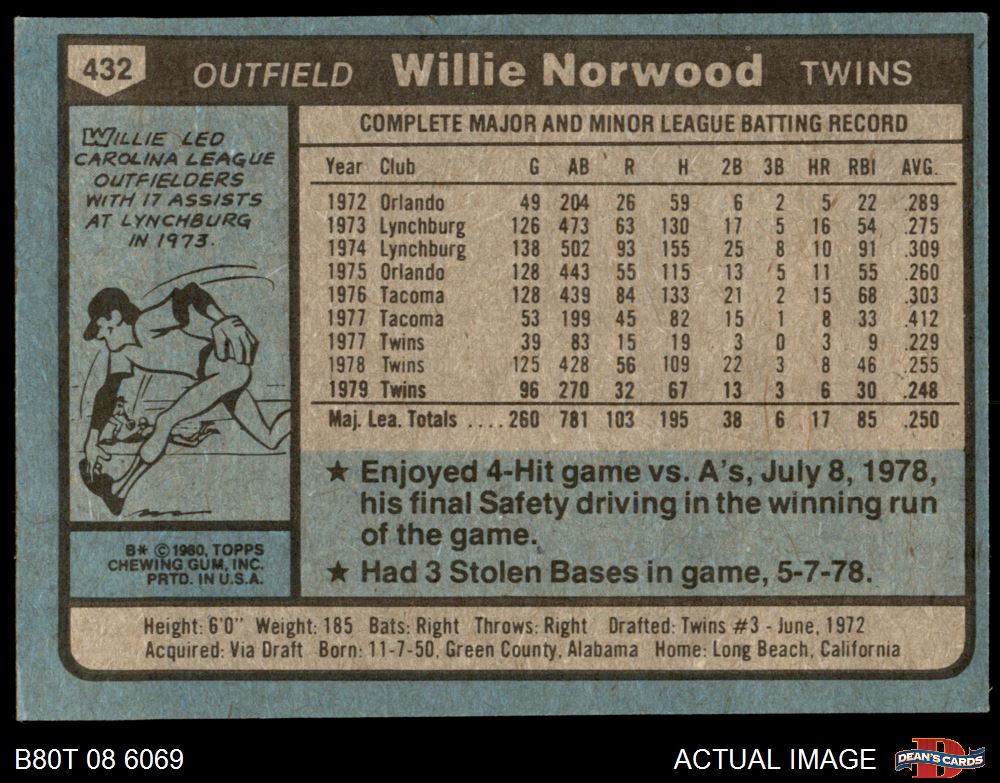 432 OUTFIELD Willie Norwood TWINS
WILLIE LED
CAROLINA LEAGUE
OUTFIELDERS
WITH 17 ASSISTS
AT LYNCHBURG
IN 1973.
B* © 1980, TOPPS
CHEWING GUM, INC.
PRTD. IN U.S.A.
COMPLETE MAJOR AND MINOR LEAGUE BATTING RECORD
Year Club G AB R H 2B 3B HR RBI AVG.
1972 Orlando 49 204 26 59 6 2 5 22 .289
1973 Lynchburg 126 473 63 130 17 5 16 54 .275
1974 Lynchburg 138 502 93 155 25 8 10 91 .309
1975 Orlando 128 443 55 115 13 5 11 55 .260
1976 Tacoma 128 439 84 133 21 2 15 68 .303
1977 Tacoma 53 199 45 82 15 1 8 33 .412
1977 Twins 39 83 15 19 3 0 3 9 .229
1978 Twins 125 428 56 109 22 3 8 46 .255
1979 Twins 96 270 32 67 13 3 6 30 .248
Maj. Lea. Totals .... 260 781 103 195 38 6 17 85 .250
★ Enjoyed 4-Hit game vs. A's, July 8, 1978,
his final Safety driving in the winning run
of the game.
★ Had 3 Stolen Bases in game, 5-7-78.
Height: 6'0" Weight: 185 Bats: Right Throws: Right Drafted: Twins #3 - June, 1972
Acquired: Via Draft Born: 11-7-50, Green County, Alabama Home: Long Beach, California
B80T 08 6069 ACTUAL IMAGE D DEAN'S CARDS